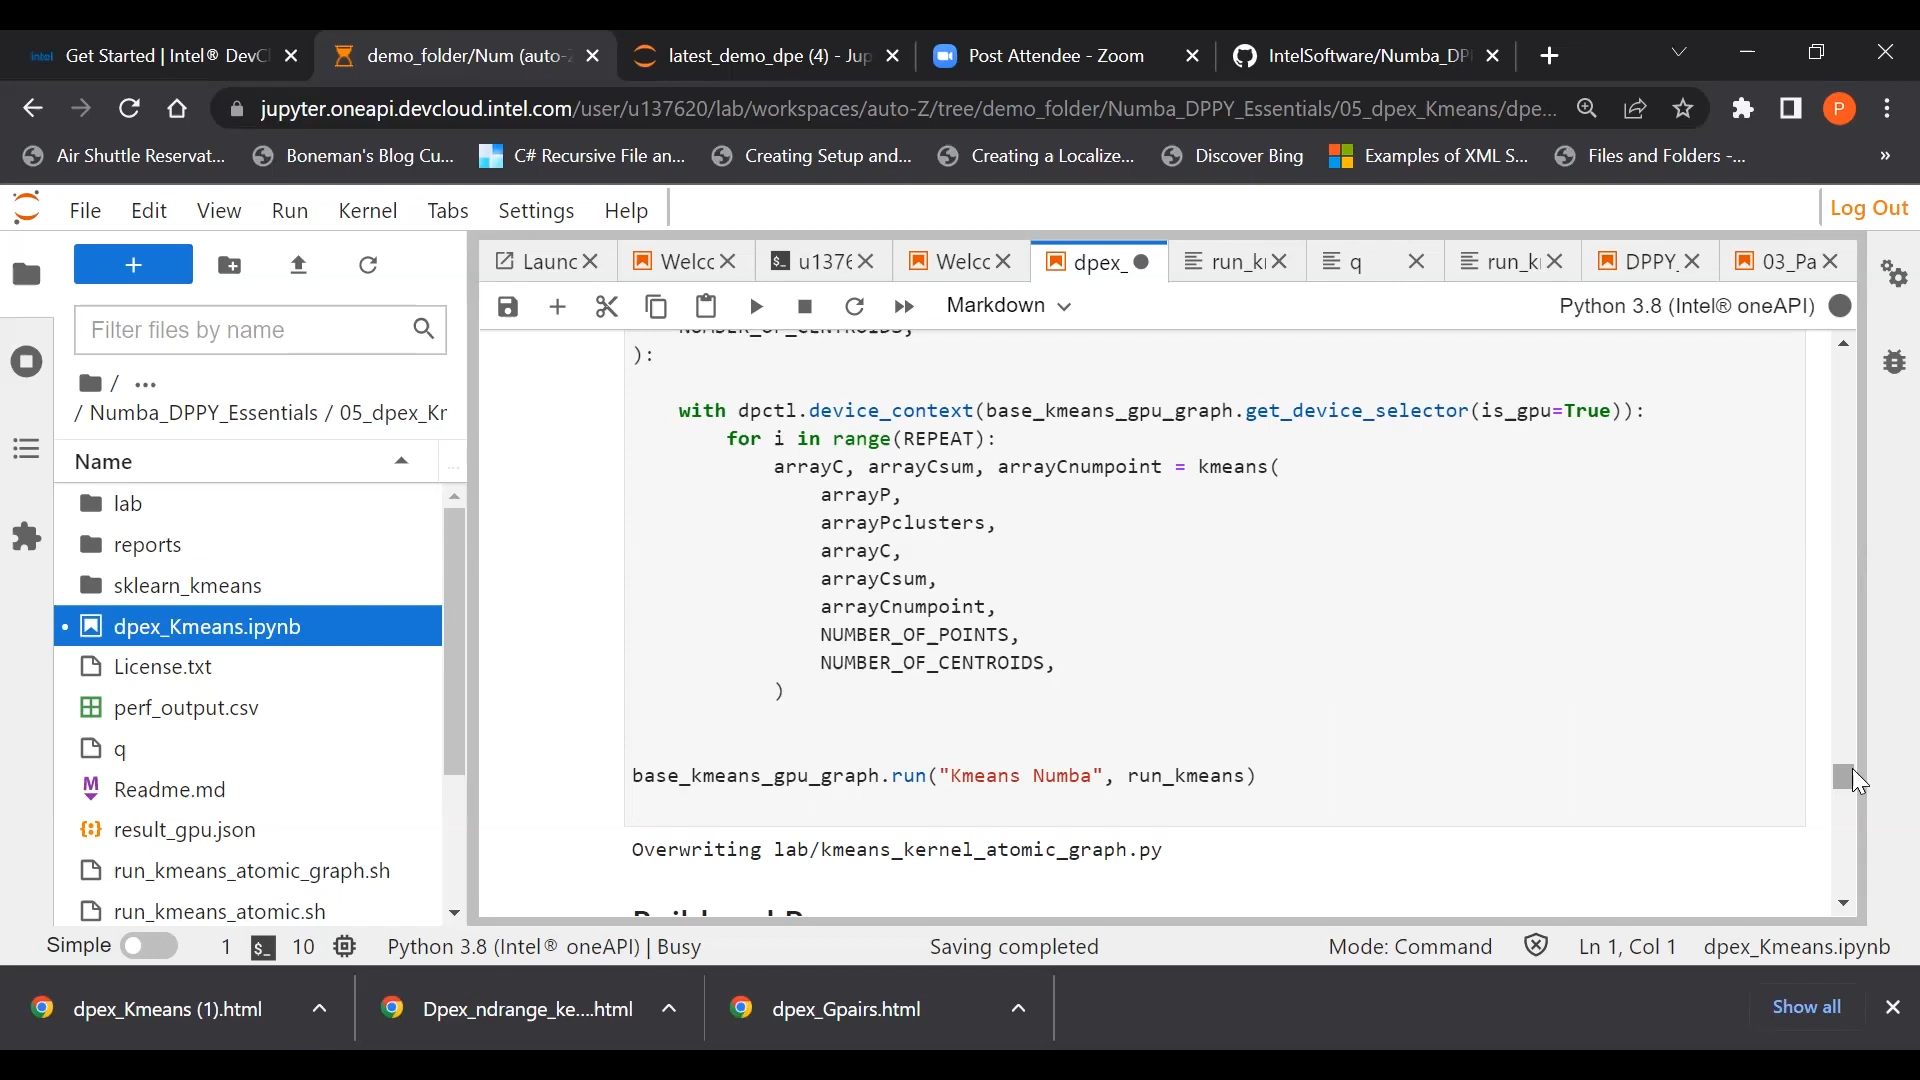 intel Get Started | Intel® DevCl
demo_folder/Num (auto-Z
latest_demo_dpe (4) - Jup
Post Attendee - Zoom
IntelSoftware/Numba_DP
jupyter.oneapi.devcloud.intel.com/user/u137620/lab/workspaces/auto-Z/tree/demo_folder/Numba_DPPY_Essentials/05_dpex_Kmeans/dpe...
P
Air Shuttle Reservat...
Boneman's Blog Cu...
C# Recursive File an...
Creating Setup and...
Creating a Localize...
Discover Bing
Examples of XML S...
Files and Folders -...
»
File Edit View Run Kernel Tabs Settings Help
Log Out
Launc
Welcc
u1376
Welcc
dpex_
run_k
q
run_k
DPPY_
03_Pa
Markdown
Python 3.8 (Intel® oneAPI)
Filter files by name
/ ...
/ Numba_DPPY_Essentials / 05_dpex_Kr
Name
...
lab
reports
sklearn_kmeans
• dpex_Kmeans.ipynb
License.txt
perf_output.csv
q
Readme.md
result_gpu.json
run_kmeans_atomic_graph.sh
run_kmeans_atomic.sh
NUMBER_OF_CENTROIDS,
):
with dpctl.device_context(base_kmeans_gpu_graph.get_device_selector(is_gpu=True)):
for i in range(REPEAT):
arrayC, arrayCsum, arrayCnumpoint = kmeans(
arrayP,
arrayPclusters,
arrayC,
arrayCsum,
arrayCnumpoint,
NUMBER_OF_POINTS,
NUMBER_OF_CENTROIDS,
)
base_kmeans_gpu_graph.run("Kmeans Numba", run_kmeans)
Overwriting lab/kmeans_kernel_atomic_graph.py
Simple
1
$_
10
Python 3.8 (Intel® oneAPI) | Busy
Saving completed
Mode: Command
Ln 1, Col 1
dpex_Kmeans.ipynb
dpex_Kmeans (1).html
Dpex_ndrange_ke....html
dpex_Gpairs.html
Show all